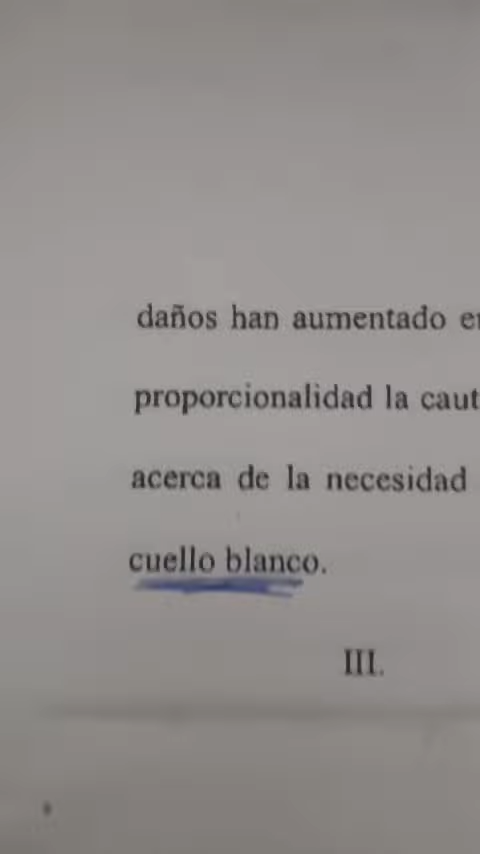 daños han aumentado
proporcionalidad la
acerca de la necesidad
cuello blanco.
III.